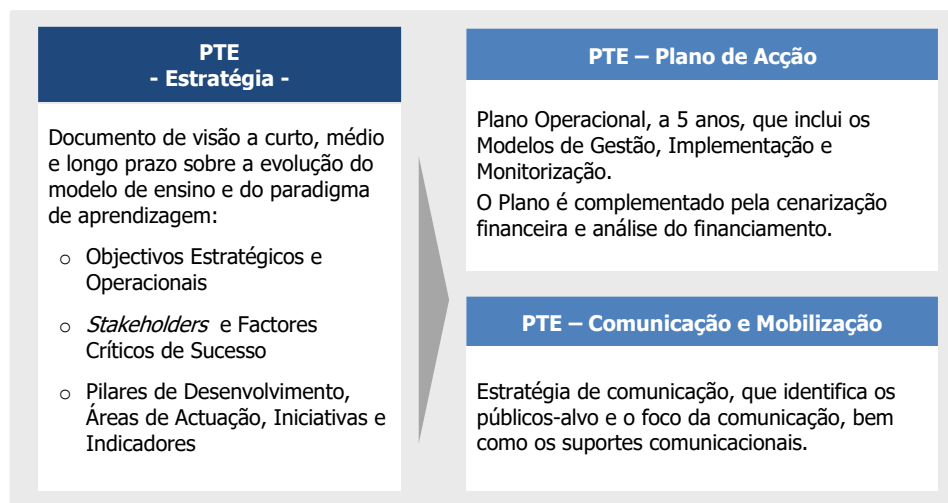 PTE
- Estratégia -
Documento de visão a curto, médio
e longo prazo sobre a evolução do
modelo de ensino e do paradigma
de aprendizagem:
o Objectivos Estratégicos e
Operacionais
o Stakeholders e Factores
Críticos de Sucesso
o Pilares de Desenvolvimento,
Áreas de Actuação, Iniciativas e
Indicadores
PTE – Plano de Acção
Plano Operacional, a 5 anos, que inclui os
Modelos de Gestão, Implementação e
Monitorização.
O Plano é complementado pela cenarização
financeira e análise do financiamento.
PTE – Comunicação e Mobilização
Estratégia de comunicação, que identifica os
públicos-alvo e o foco da comunicação, bem
como os suportes comunicacionais.